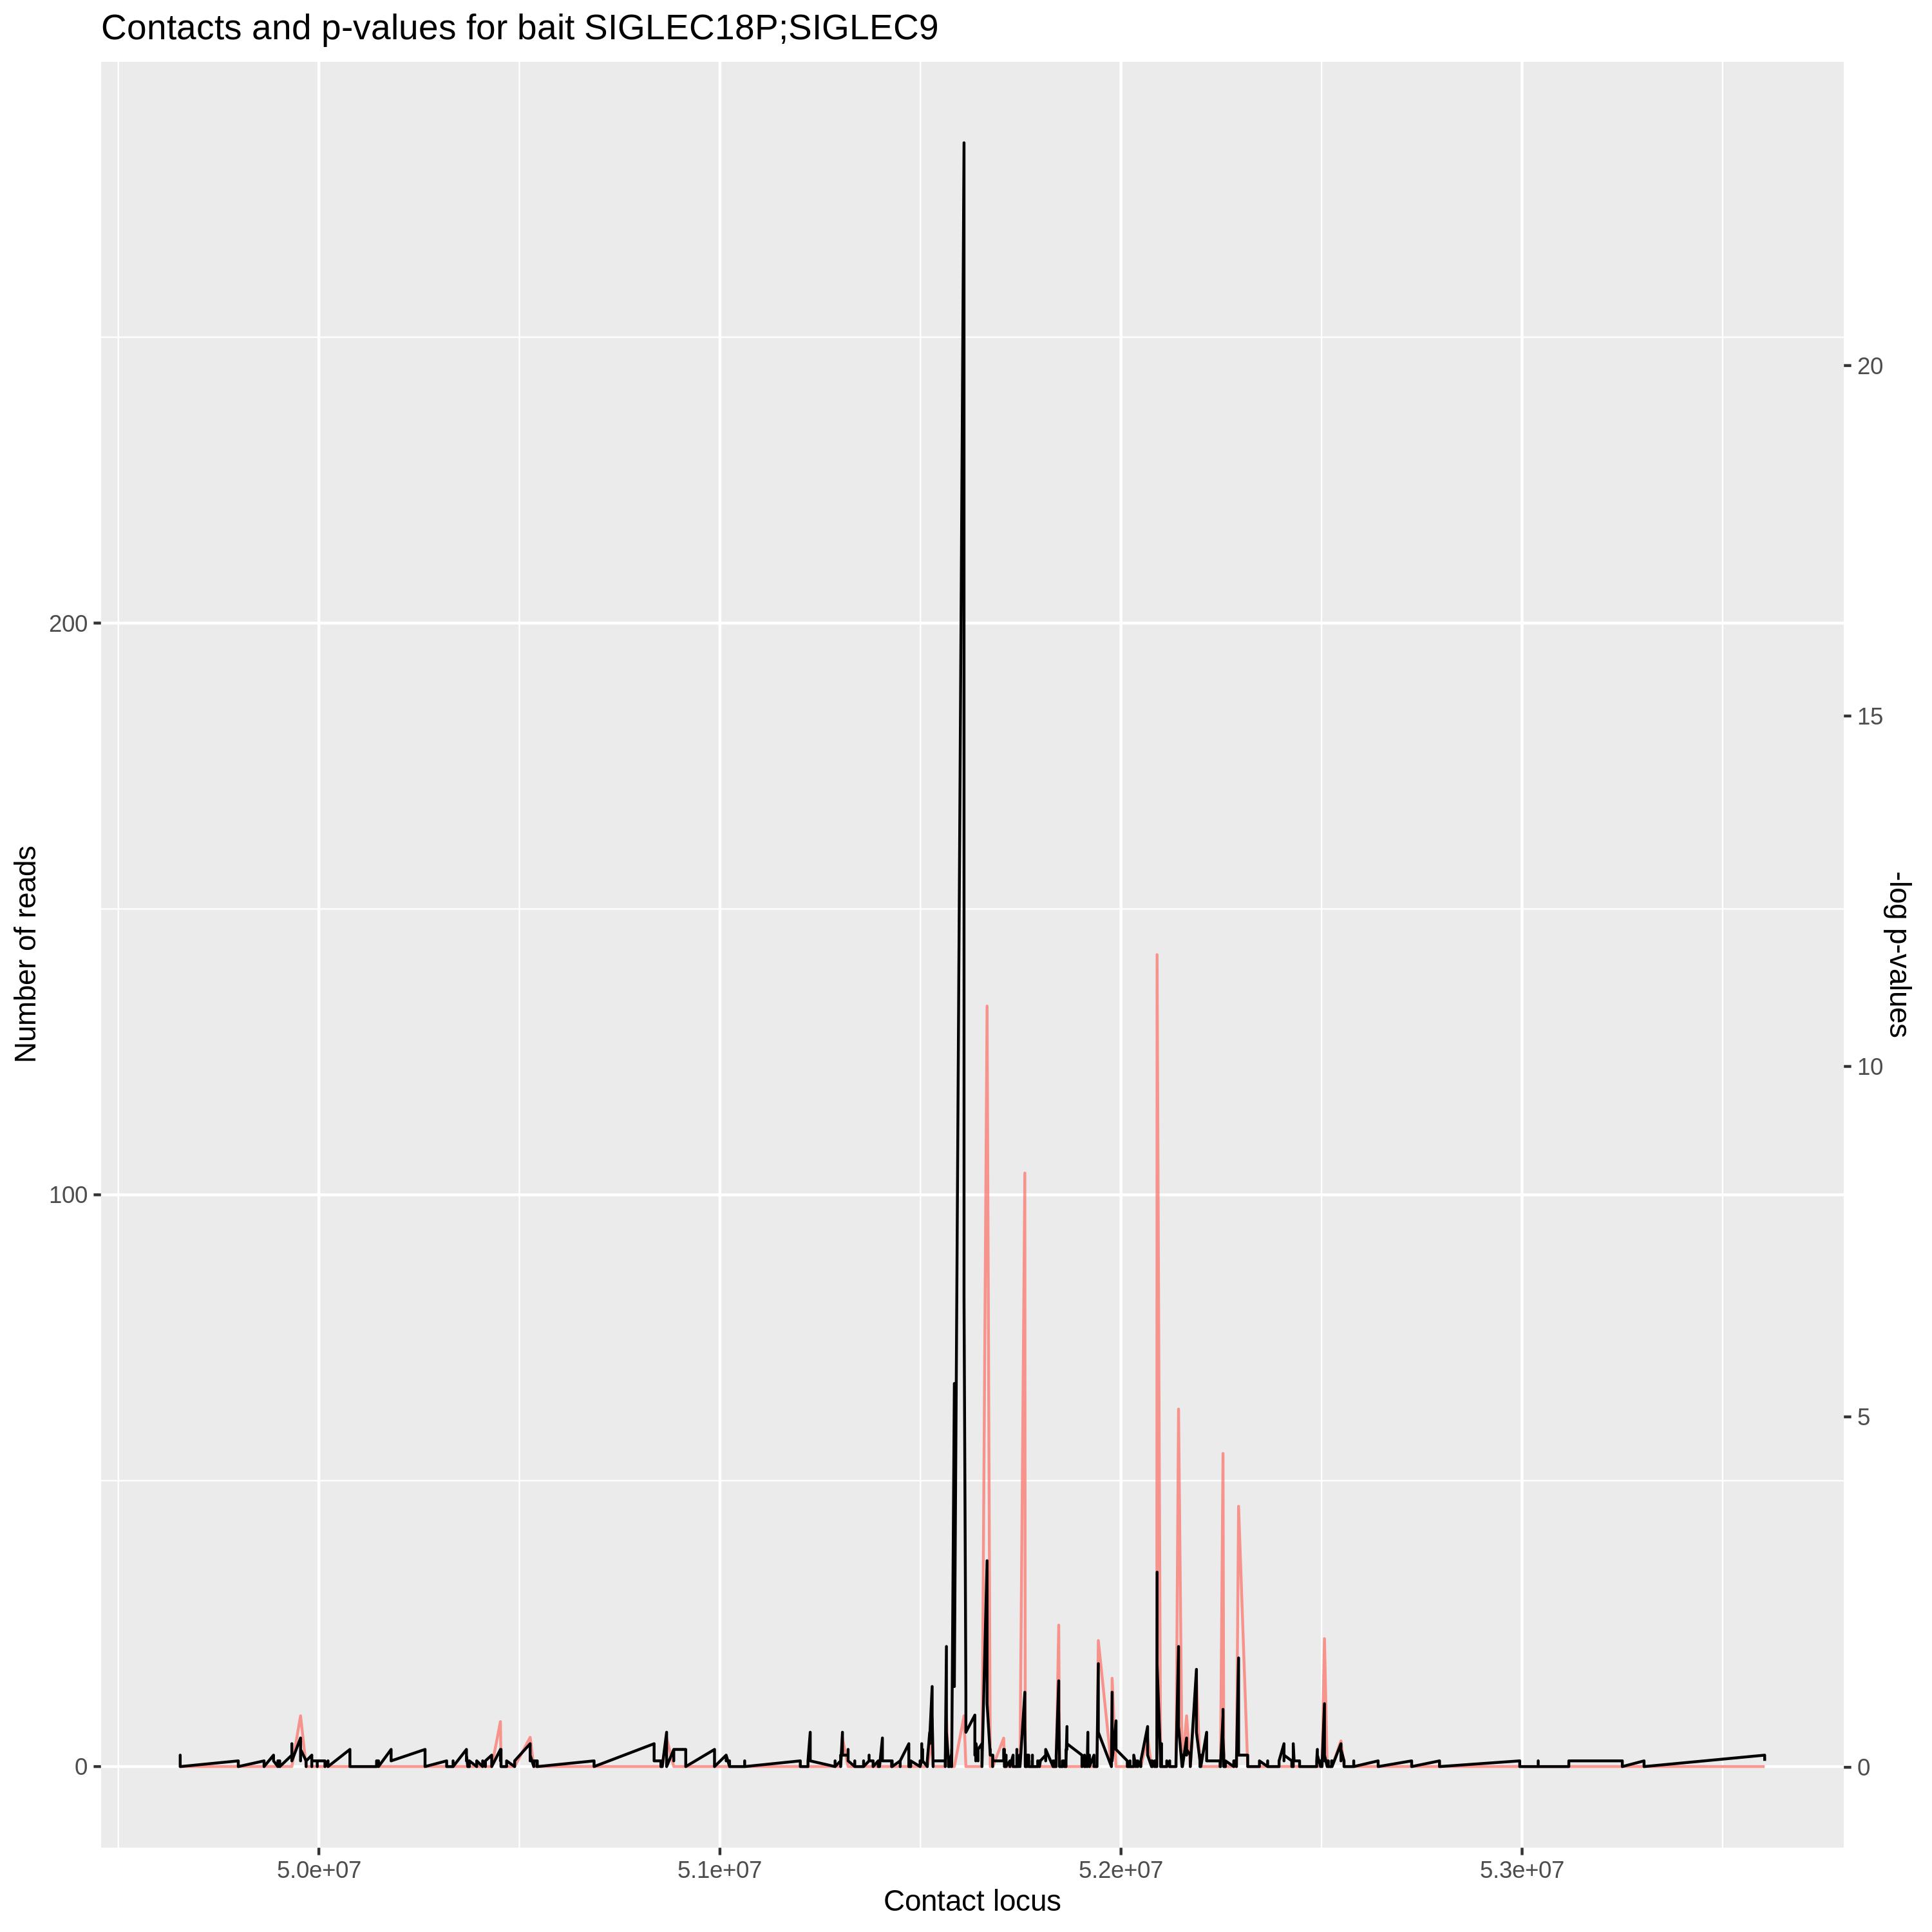 Contacts and p-values for bait SIGLEC18P;SIGLEC9
Number of reads
200
100
0
20
15
10
5
0
-log p-values
5.0e+07
5.1e+07
5.2e+07
5.3e+07
Contact locus